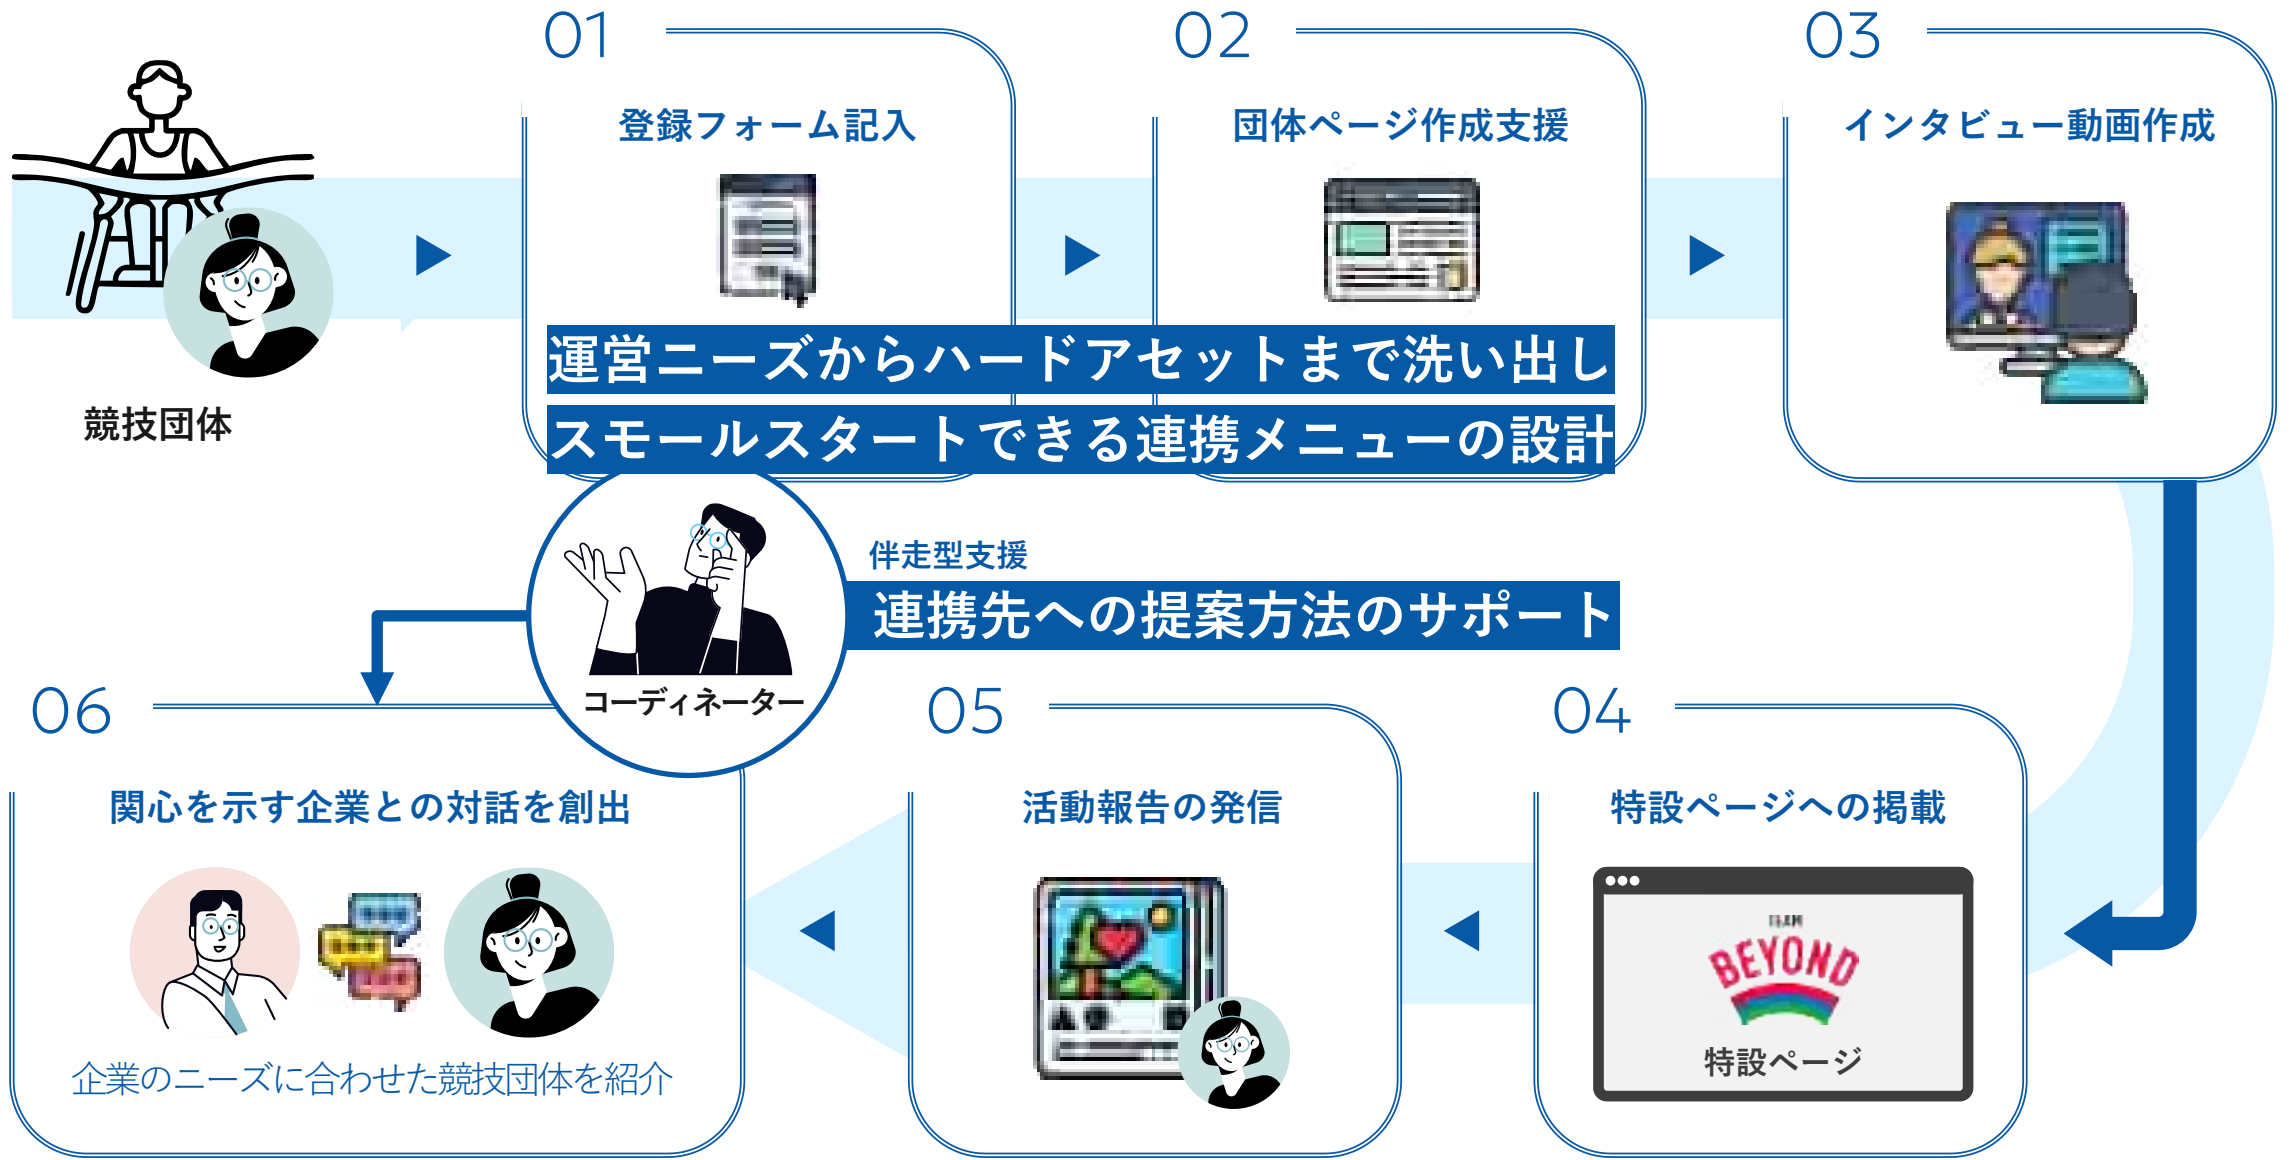 01
登録フォーム記入
02
団体ページ作成支援
03
インタビュー動画作成
競技団体
運営ニーズからハードアセットまで洗い出し
スモールスタートできる連携メニューの設計
伴走型支援
連携先への提案方法のサポート
コーディネーター
04
特設ページへの掲載
TEAM
BEYOND
特設ページ
05
活動報告の発信
06
関心を示す企業との対話を創出
企業のニーズに合わせた競技団体を紹介